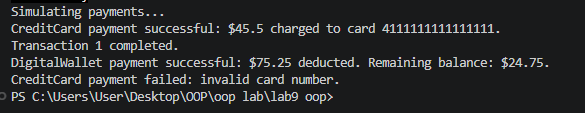 Simulating payments...
CreditCard payment successful: $45.5 charged to card 4111111111111111.
Transaction 1 completed.
DigitalWallet payment successful: $75.25 deducted. Remaining balance: $24.75.
CreditCard payment failed: invalid card number.
PS C:\Users\User\Desktop\OOP\oop lab\lab9 oop>